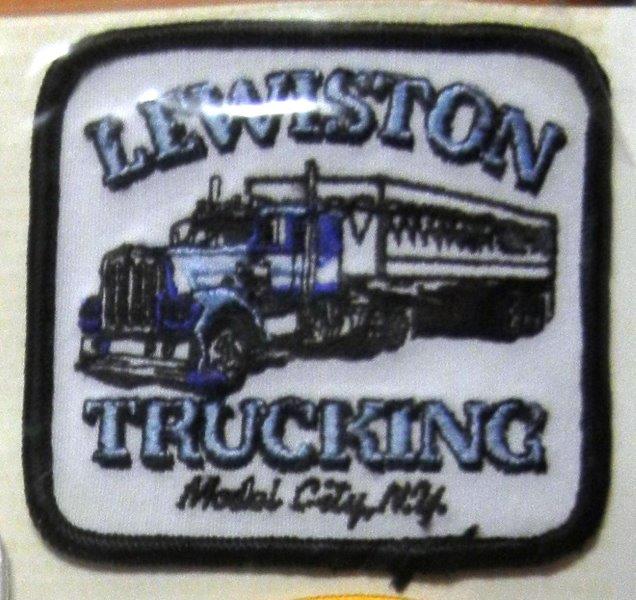 LEWISTON
TRUCKING
Model City, N.Y.